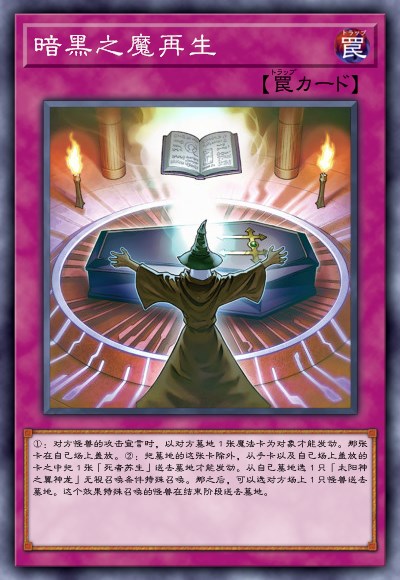 暗黑之魔再生
トラップ
罠
トラップ
【罠カード】
①：对方怪兽的攻击宣言时，以对方墓地1张魔法卡为对象才能发动。那张
卡在自己场上盖放。②：把墓地的这张卡除外，从手卡以及自己场上盖放的
卡之中把1张「死者苏生」送去墓地才能发动。从自己墓地选1只「太阳神
之翼神龙」无视召唤条件特殊召唤。那之后，可以选对方场上1只怪兽送去
墓地。这个效果特殊召唤的怪兽在结束阶段送去墓地。